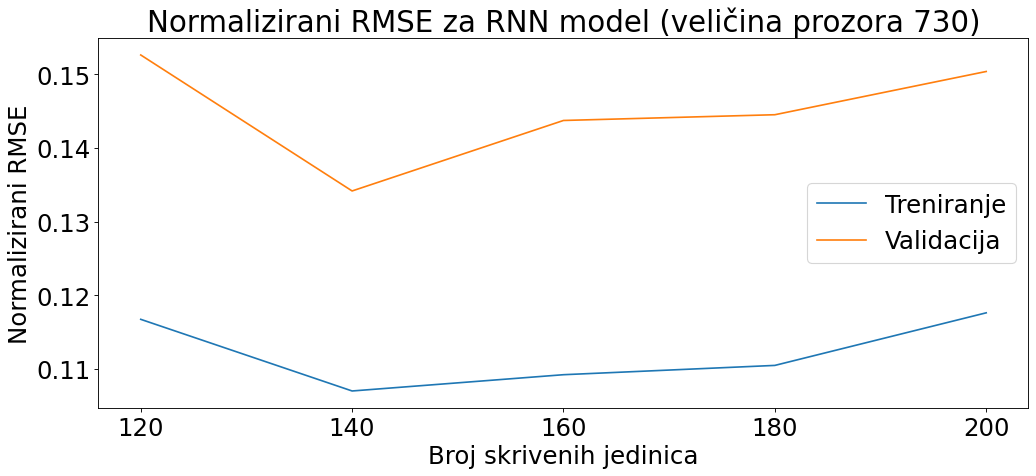 Normalizirani RMSE za RNN model (veličina prozora 730)
Normalizirani RMSE
0.15
0.14
0.13
0.12
0.11
Treniranje
Validacija
120 140 160 180 200
Broj skrivenih jedinica